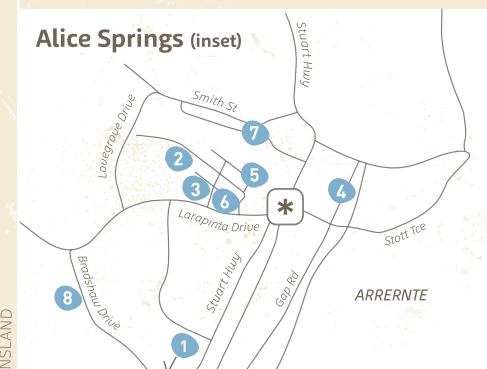 Alice Springs (inset)
Stuart Hwy
Smith St
Lovegrove Drive
7
2
5
3
6
4
*
Larapinta Drive
Stott Tce
Bradshaw Drive
Stuart Hwy
Gap Rd
ARRERNTE
8
1
NSLAND